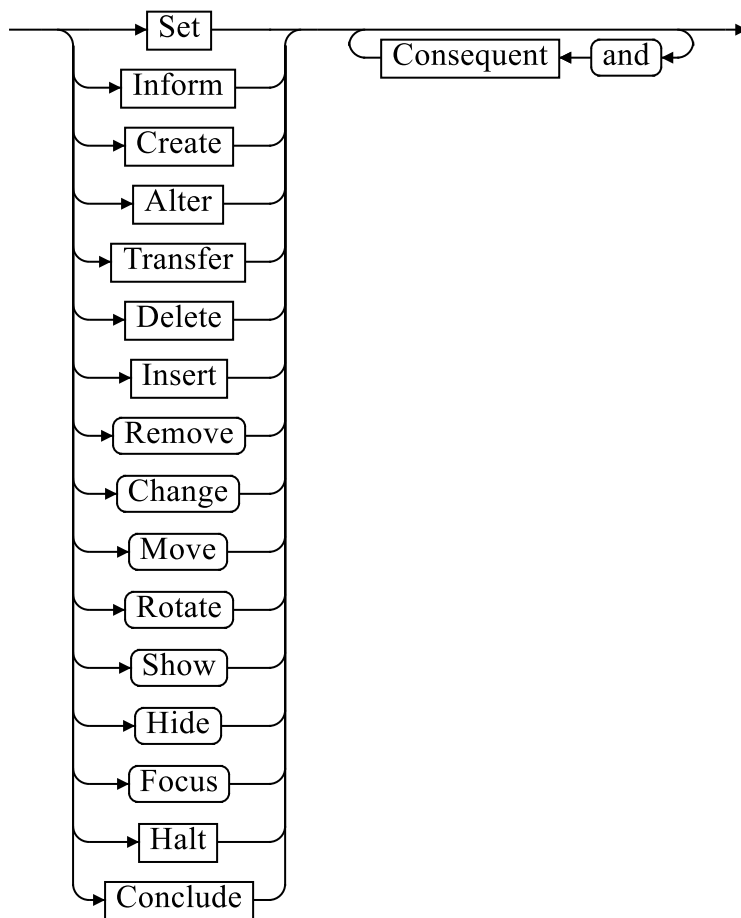 Set
Consequent and
Inform
Create
Alter
Transfer
Delete
Insert
Remove
Change
Move
Rotate
Show
Hide
Focus
Halt
Conclude